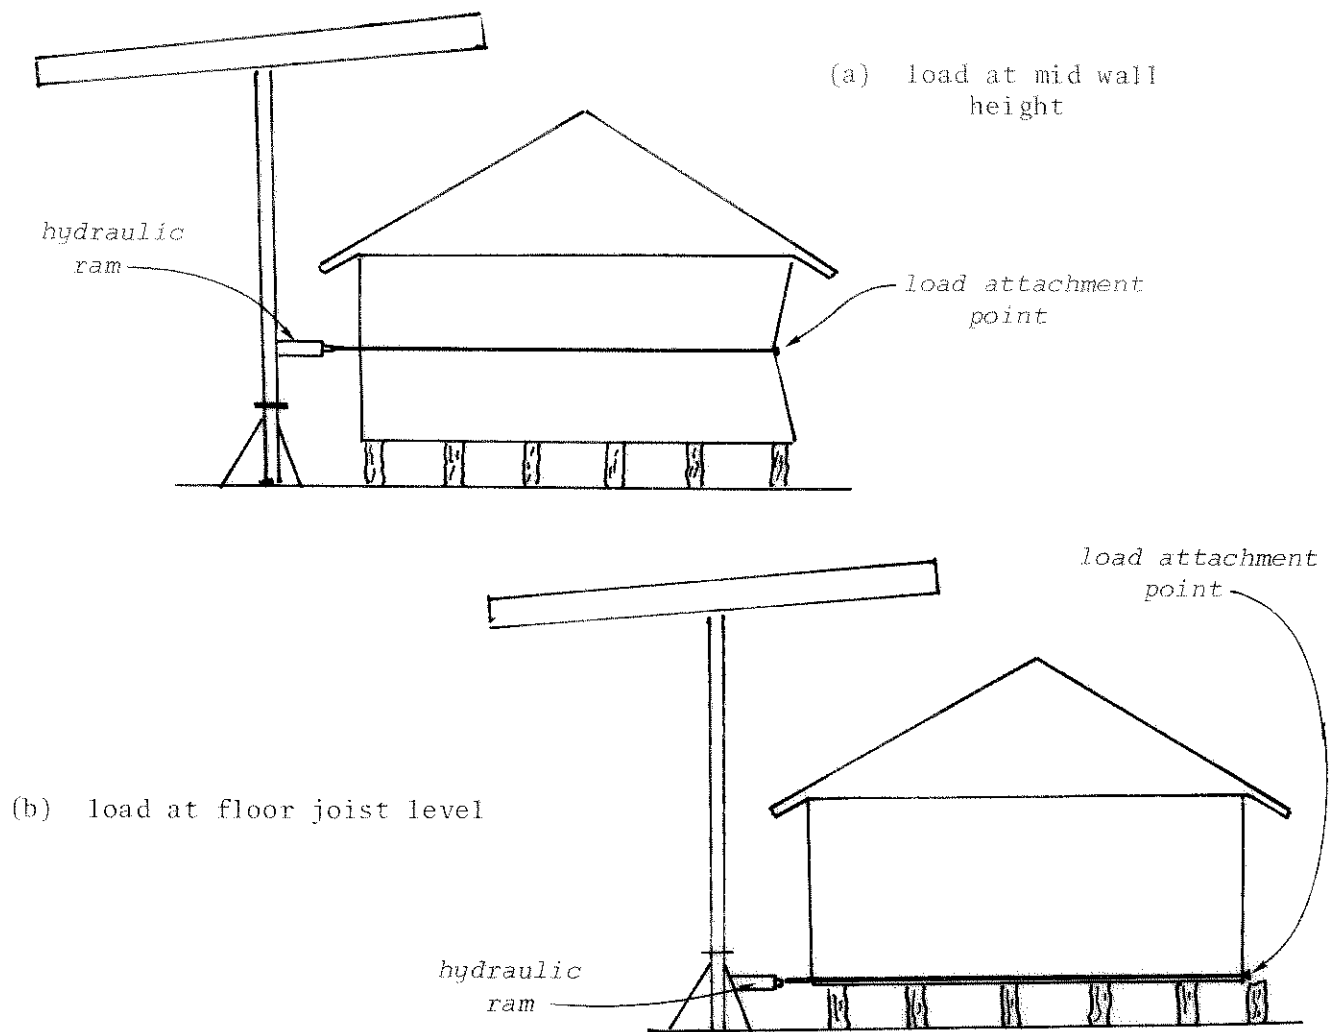 (a) load at mid wall
height
hydraulic
ram
load attachment
point
load attachment
point
(b) load at floor joist level
hydraulic
ram